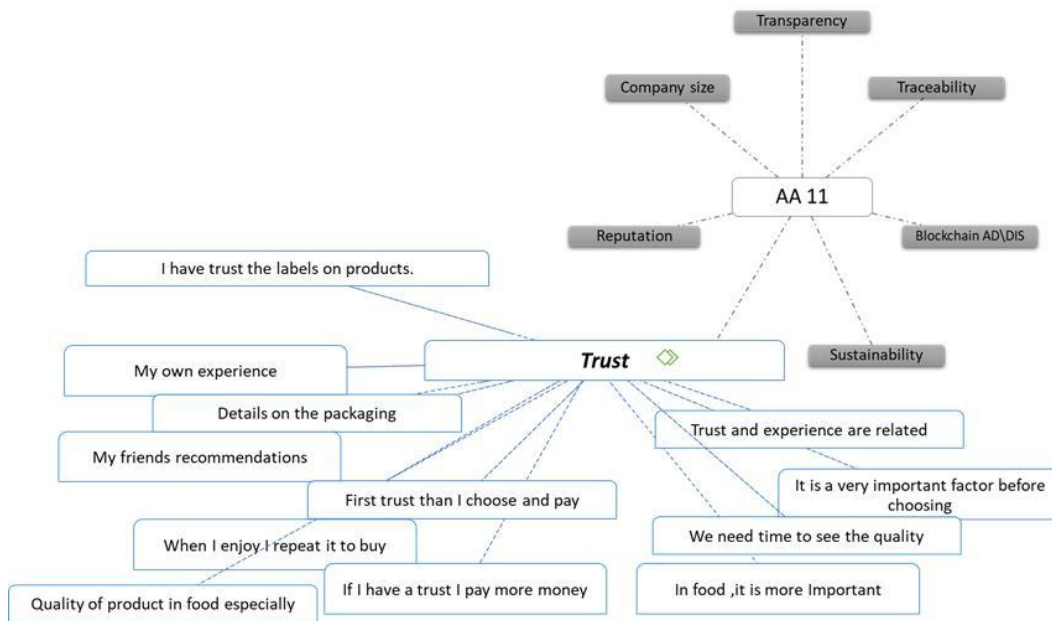 Transparency
Company size
Traceability
AA 11
Reputation
Blockchain AD\DIS
I have trust the labels on products.
Trust
Sustainability
My own experience
Details on the packaging
Trust and experience are related
My friends recommendations
It is a very important factor before
choosing
First trust than I choose and pay
We need time to see the quality
When I enjoy I repeat it to buy
If I have a trust I pay more money
In food ,it is more Important
Quality of product in food especially